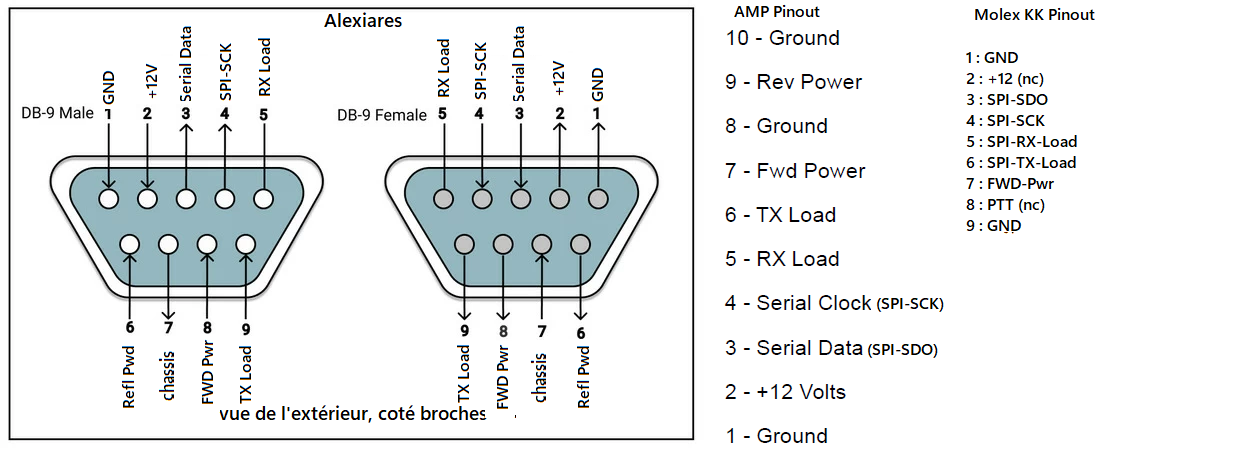 Alexiares
GND
+12V
Serial Data
SPI-SCK
RX Load
DB-9 Male 1 2 3 4 5
6 7 8 9
Refl Pwd
chassis
FWD Pwr
TX Load
RX Load
SPI-SCK
Serial Data
+12V
GND
DB-9 Female 5 4 3 2 1
9 8 7 6
TX Load
FWD Pwr
chassis
Refl Pwd
vue de l'extérieur, coté broches
AMP Pinout
10 - Ground
9 - Rev Power
8 - Ground
7 - Fwd Power
6 - TX Load
5 - RX Load
4 - Serial Clock (SPI-SCK)
3 - Serial Data (SPI-SDO)
2 - +12 Volts
1 - Ground
Molex KK Pinout
1 : GND
2 : +12 (nc)
3 : SPI-SDO
4 : SPI-SCK
5 : SPI-RX-Load
6 : SPI-TX-Load
7 : FWD-Pwr
8 : PTT (nc)
9 : GND